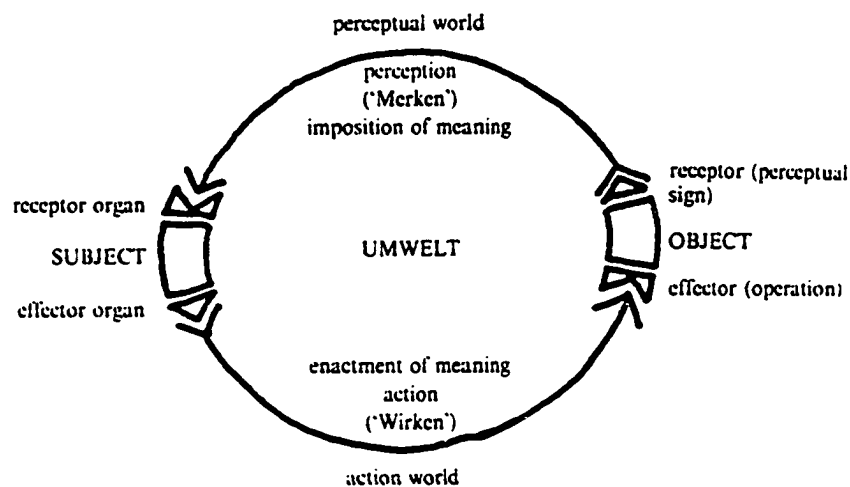 perceptual world
perception
('Merken')
imposition of meaning
receptor organ
receptor (perceptual
sign)
SUBJECT
UMWELT
OBJECT
effector organ
effector (operation)
enactment of meaning
action
('Wirken')
action world